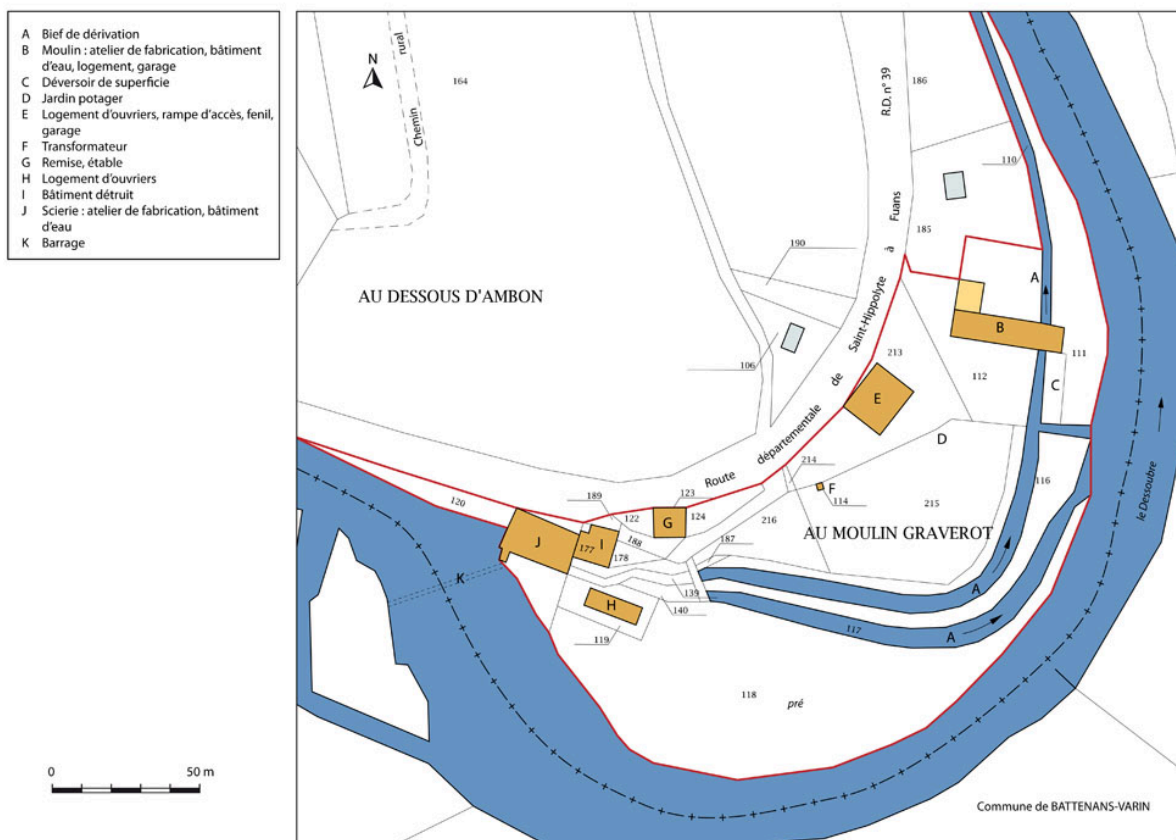 A Bief de dérivation
B Moulin : atelier de fabrication, bâtiment
d'eau, logement, garage
C Déversoir de superficie
D Jardin potager
E Logement d'ouvriers, rampe d'accès, fenil,
garage
F Transformateur
G Remise, étable
H Logement d'ouvriers
I Bâtiment détruit
J Scierie : atelier de fabrication, bâtiment
d'eau
K Barrage
0 50 m
N
Chemin rural
164
186
R.D. n° 39
110
185
190
AU DESSOUS D'AMBON
Route départementale de Saint-Hippolyte à Fuans
A
B
106
213
112
111
C
E
D
214
F
114
116
215
le Dessoubre
120
189
123
122
G
124
216
AU MOULIN GRAVEROT
J
177
I
188
178
187
K
139
A
H
140
117
A
119
118
pré
Commune de BATTENANS-VARIN